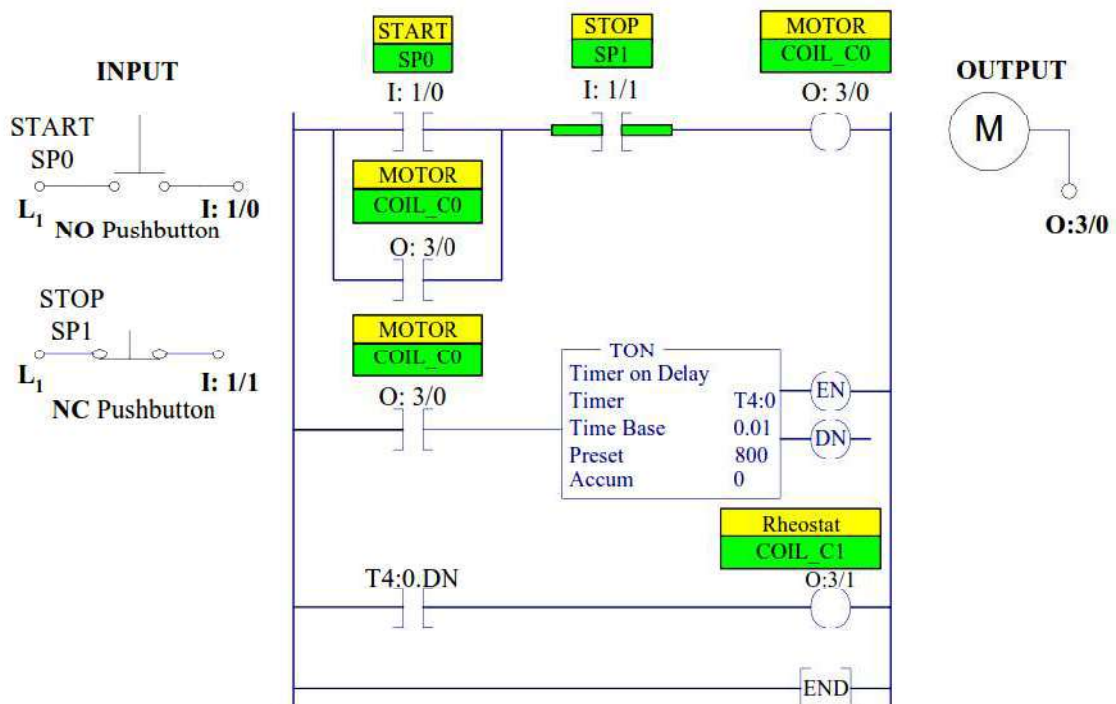 START
SP0
I: 1/0
STOP
SP1
I: 1/1
MOTOR
COIL_C0
O: 3/0
INPUT
START
SP0
L1 I: 1/0
NO Pushbutton
STOP
SP1
L1 I: 1/1
NC Pushbutton
MOTOR
COIL_C0
O: 3/0
MOTOR
COIL_C0
O: 3/0
TON
Timer on Delay
Timer T4:0
Time Base 0.01
Preset 800
Accum 0
EN
DN
Rheostat
COIL_C1
O:3/1
T4:0.DN
END
OUTPUT
M
O:3/0